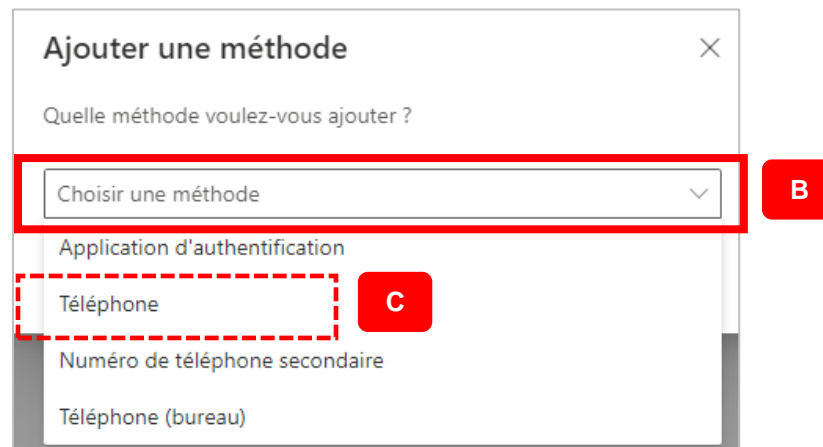 Ajouter une méthode
Quelle méthode voulez-vous ajouter ?
Choisir une méthode
B
Application d'authentification
Téléphone
C
Numéro de téléphone secondaire
Téléphone (bureau)